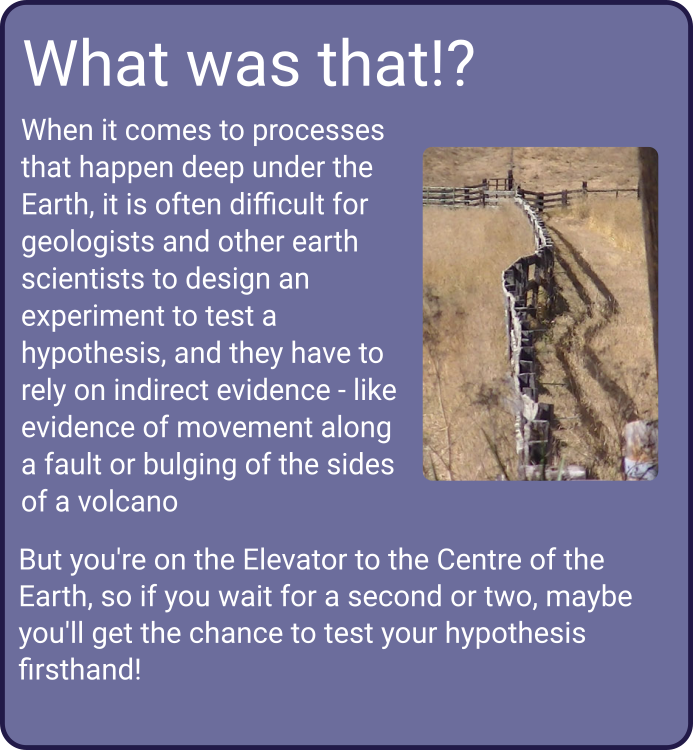 What was that!?
When it comes to processes
that happen deep under the
Earth, it is often difficult for
geologists and other earth
scientists to design an
experiment to test a
hypothesis, and they have to
rely on indirect evidence - like
evidence of movement along
a fault or bulging of the sides
of a volcano
But you're on the Elevator to the Centre of the
Earth, so if you wait for a second or two, maybe
you'll get the chance to test your hypothesis
firsthand!